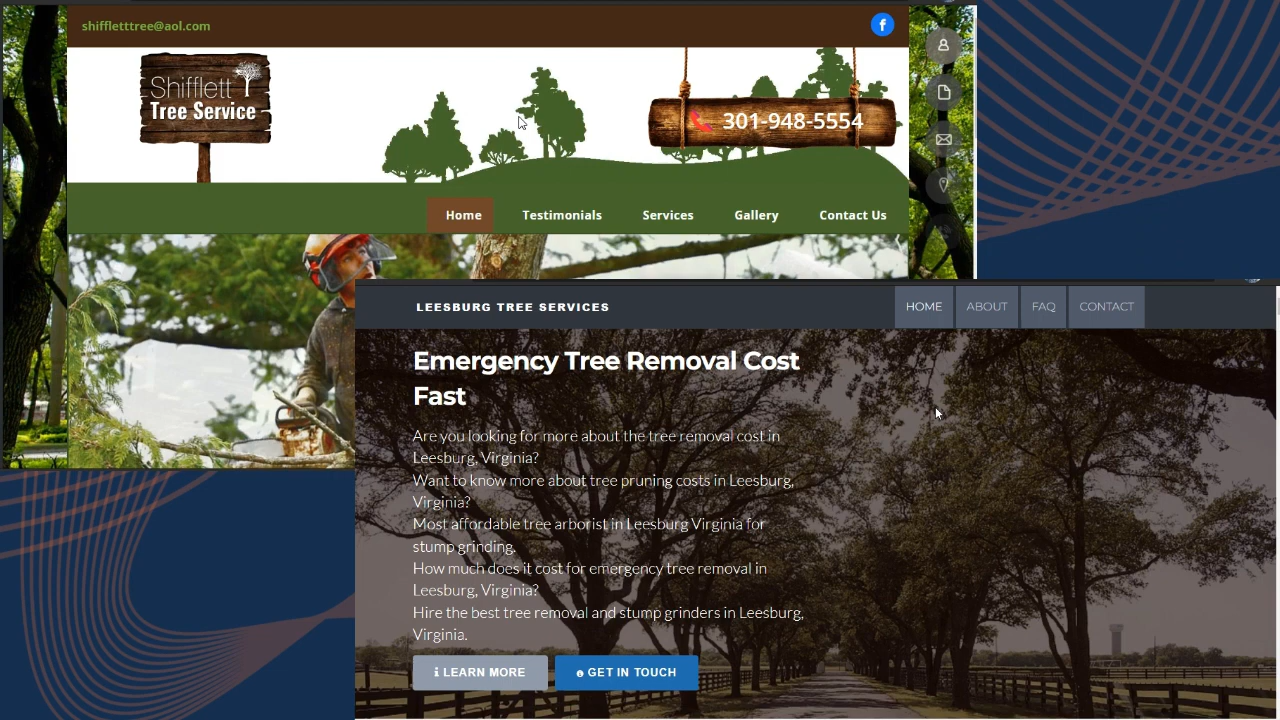 shiffletttree@aol.com
Shifflett
Tree Service
301-948-5554
Home
Testimonials
Services
Gallery
Contact Us
LEESBURG TREE SERVICES
HOME
ABOUT
FAQ
CONTACT
Emergency Tree Removal Cost
Fast
Are you looking for more about the tree removal cost in
Leesburg, Virginia?
Want to know more about tree pruning costs in Leesburg,
Virginia?
Most affordable tree arborist in Leesburg Virginia for
stump grinding.
How much does it cost for emergency tree removal in
Leesburg, Virginia?
Hire the best tree removal and stump grinders in Leesburg,
Virginia.
LEARN MORE
GET IN TOUCH